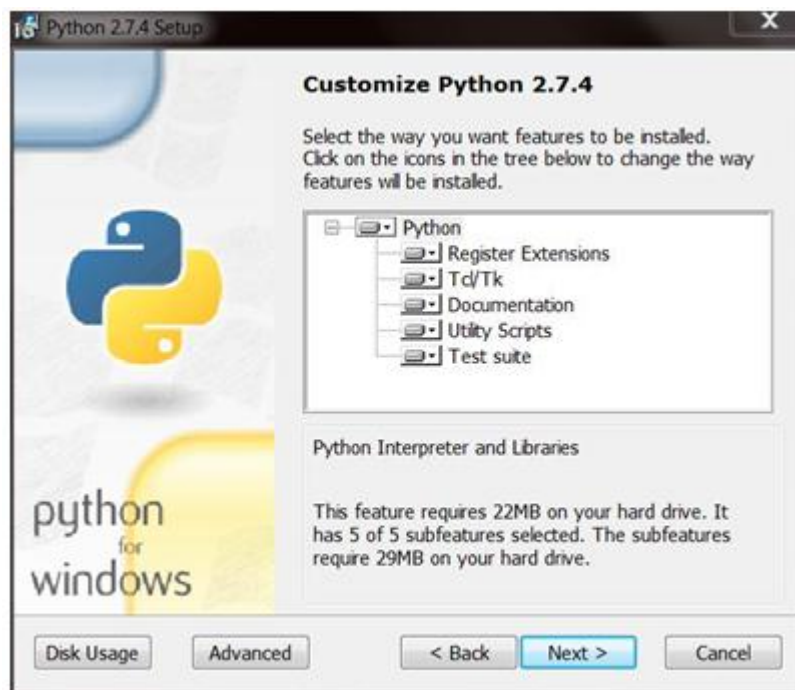 Python 2.7.4 Setup
Customize Python 2.7.4
Select the way you want features to be installed.
Click on the icons in the tree below to change the way
features will be installed.
Python
Register Extensions
Tcl/Tk
Documentation
Utility Scripts
Test suite
Python Interpreter and Libraries
This feature requires 22MB on your hard drive. It
has 5 of 5 subfeatures selected. The subfeatures
require 29MB on your hard drive.
python
for
windows
Disk Usage
Advanced
< Back
Next >
Cancel